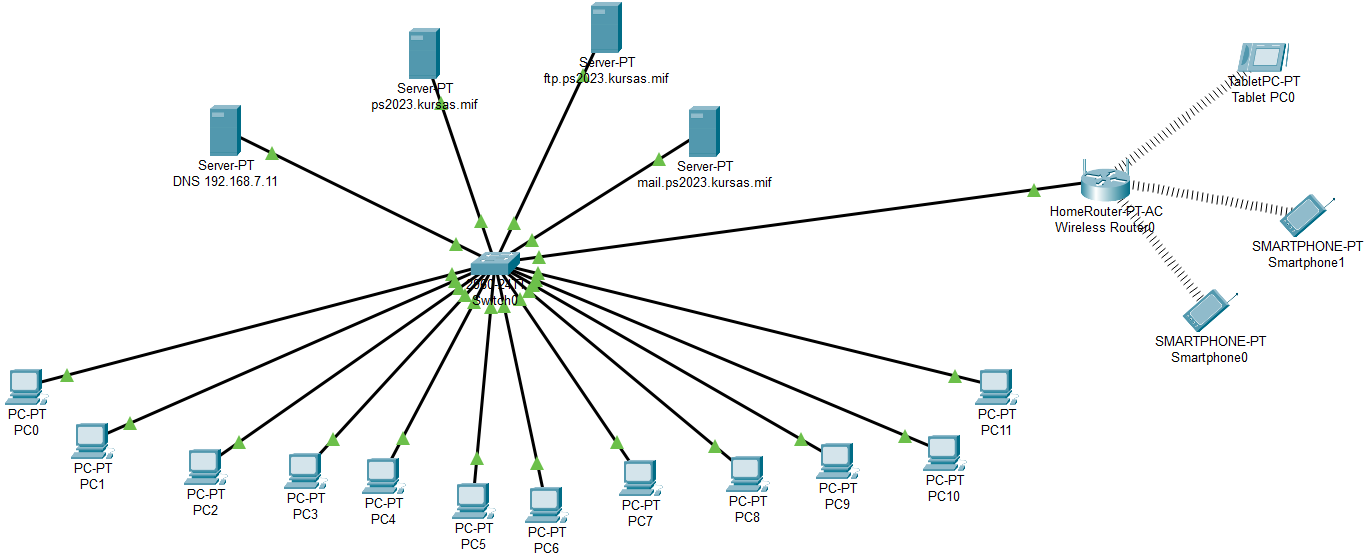 Server-PT
ftp.ps2023.kursas.mif
Server-PT
ps2023.kursas.mif
TabletPC-PT
Tablet PC0
Server-PT
DNS 192.168.7.11
Server-PT
mail.ps2023.kursas.mif
HomeRouter-PT-AC
Wireless Router0
SMARTPHONE-PT
Smartphone1
Switch0
SMARTPHONE-PT
Smartphone0
PC-PT
PC0
PC-PT
PC1
PC-PT
PC2
PC-PT
PC3
PC-PT
PC4
PC-PT
PC5
PC-PT
PC6
PC-PT
PC7
PC-PT
PC8
PC-PT
PC9
PC-PT
PC10
PC-PT
PC11